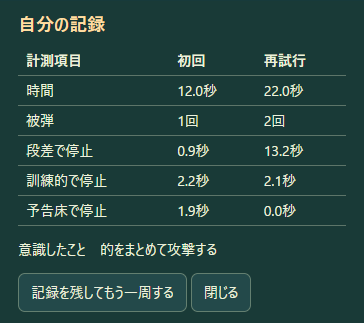 自分の記録
計測項目 初回 再試行
時間 12.0秒 22.0秒
被弾 1回 2回
段差で停止 0.9秒 13.2秒
訓練的で停止 2.2秒 2.1秒
予告床で停止 1.9秒 0.0秒
意識したこと　的をまとめて攻撃する
記録を残してもう一周する 閉じる